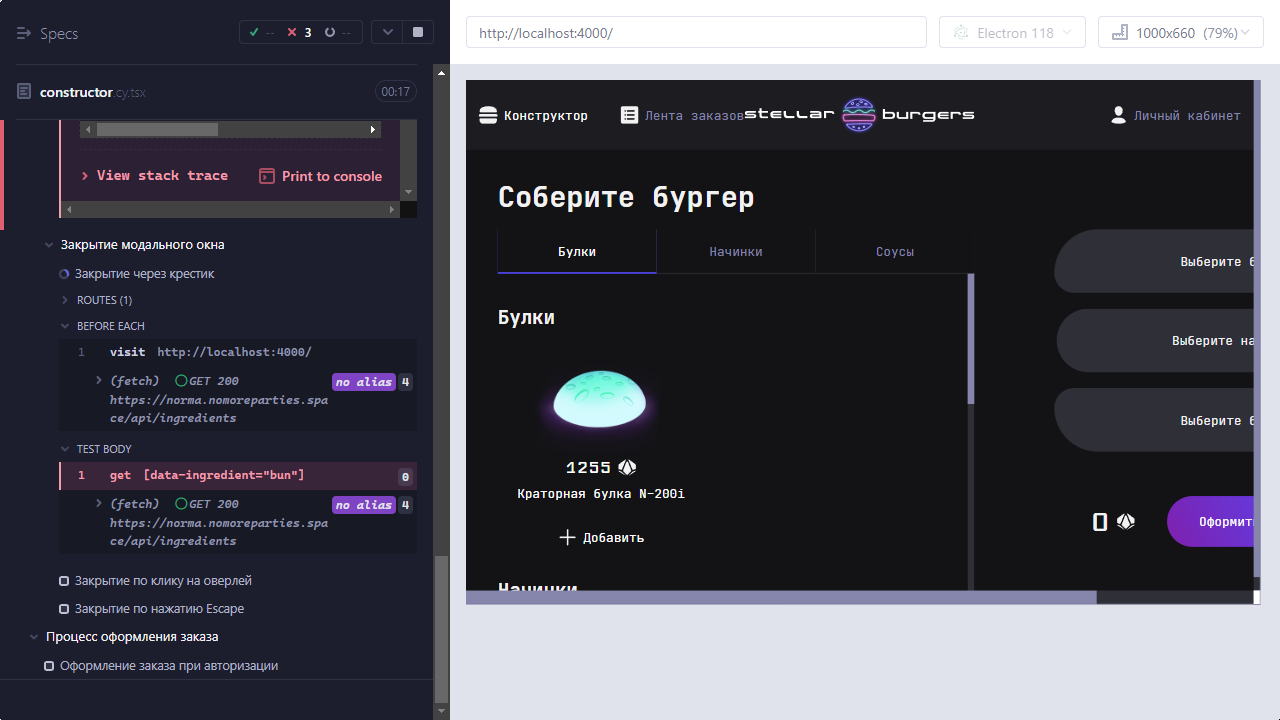 Specs
--
3
--
constructor.cy.tsx
00:17
View stack trace
Print to console
Закрытие модального окна
Закрытие через крестик
ROUTES (1)
BEFORE EACH
1 visit http://localhost:4000/
(fetch) GET 200 no alias 4
https://norma.nomoreparties.spa
ce/api/ingredients
TEST BODY
1 get [data-ingredient="bun"] 0
(fetch) GET 200 no alias 4
https://norma.nomoreparties.spa
ce/api/ingredients
Закрытие по клику на оверлей
Закрытие по нажатию Escape
Процесс оформления заказа
Оформление заказа при авторизации
http://localhost:4000/
Electron 118
1000x660 (79%)
Конструктор
Лента заказов
stellar burgers
Личный кабинет
Соберите бургер
Булки
Начинки
Соусы
Булки
1255
Краторная булка N-200i
Добавить
Начинки
Выберите б
Выберите на
Выберите б
0
Оформить